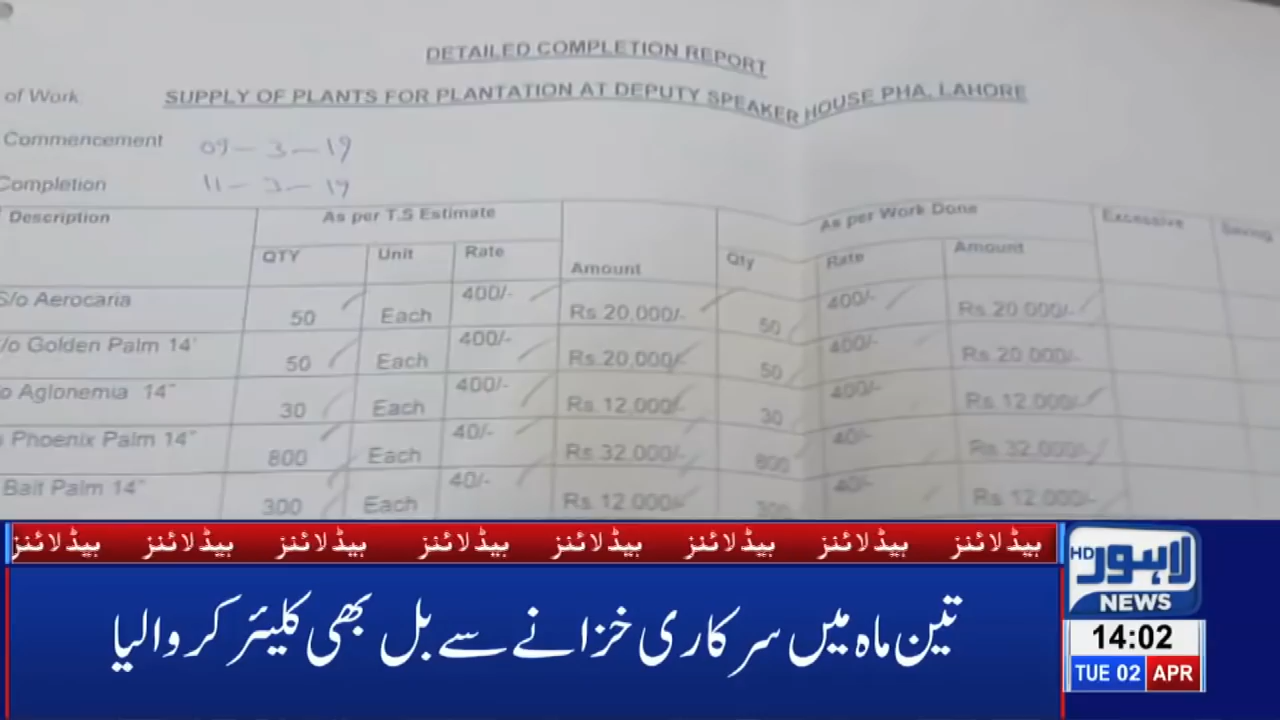 DETAILED COMPLETION REPORT
of Work SUPPLY OF PLANTS FOR PLANTATION AT DEPUTY SPEAKER HOUSE PHA, LAHORE
Commencement 09-3-19
Completion 11-3-19
Description As per T.S Estimate As per Work Done Excessive Saving
QTY Unit Rate Amount Qty Rate Amount
S/o Aerocaria 50 Each 400/- Rs 20,000/- 50 400/- Rs 20 000/-
/o Golden Palm 14' 50 Each 400/- Rs.20,000/- 50 400/- Rs 20 000/-
o Aglonemia 14" 30 Each 400/- Rs 12,000/- 30 400/- Rs 12 000/-
Phoenix Palm 14" 800 Each 40/- Rs 32,000/- 800 40/- Rs 32,000/-
Bait Palm 14" 300 Each 40/- Rs 12 000/- 300 40/- Rs 12 000/-
ہیڈلائنز ہیڈلائنز ہیڈلائنز ہیڈلائنز ہیڈلائنز ہیڈلائنز ہیڈلائنز ہیڈلائنز
تین ماہ میں سرکاری خزانے سے بل بھی کلیئر کروالیا
لاہور HD
NEWS
14:02
TUE 02 APR